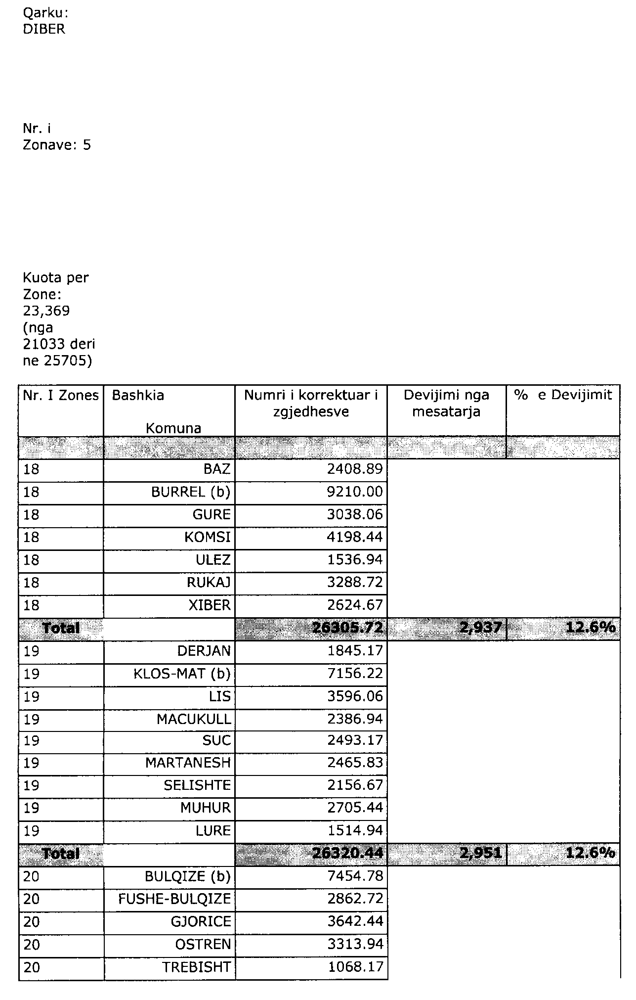 Qarku:
DIBER
Nr. i
Zonave: 5
Kuota per
Zone:
23,369
(nga
21033 deri
ne 25705)
Nr. I Zones Bashkia Numri i korrektuar i Devijimi nga % e Devijimit
zgjedhesve mesatarja
Komuna
18 BAZ 2408.89
18 BURREL (b) 9210.00
18 GURE 3038.06
18 KOMSI 4198.44
18 ULEZ 1536.94
18 RUKAJ 3288.72
18 XIBER 2624.67
Total 26305.72 2,937 12.6%
19 DERJAN 1845.17
19 KLOS-MAT (b) 7156.22
19 LIS 3596.06
19 MACUKULL 2386.94
19 SUC 2493.17
19 MARTANESH 2465.83
19 SELISHTE 2156.67
19 MUHUR 2705.44
19 LURE 1514.94
Total 26320.44 2,951 12.6%
20 BULQIZE (b) 7454.78
20 FUSHE-BULQIZE 2862.72
20 GJORICE 3642.44
20 OSTREN 3313.94
20 TREBISHT 1068.17